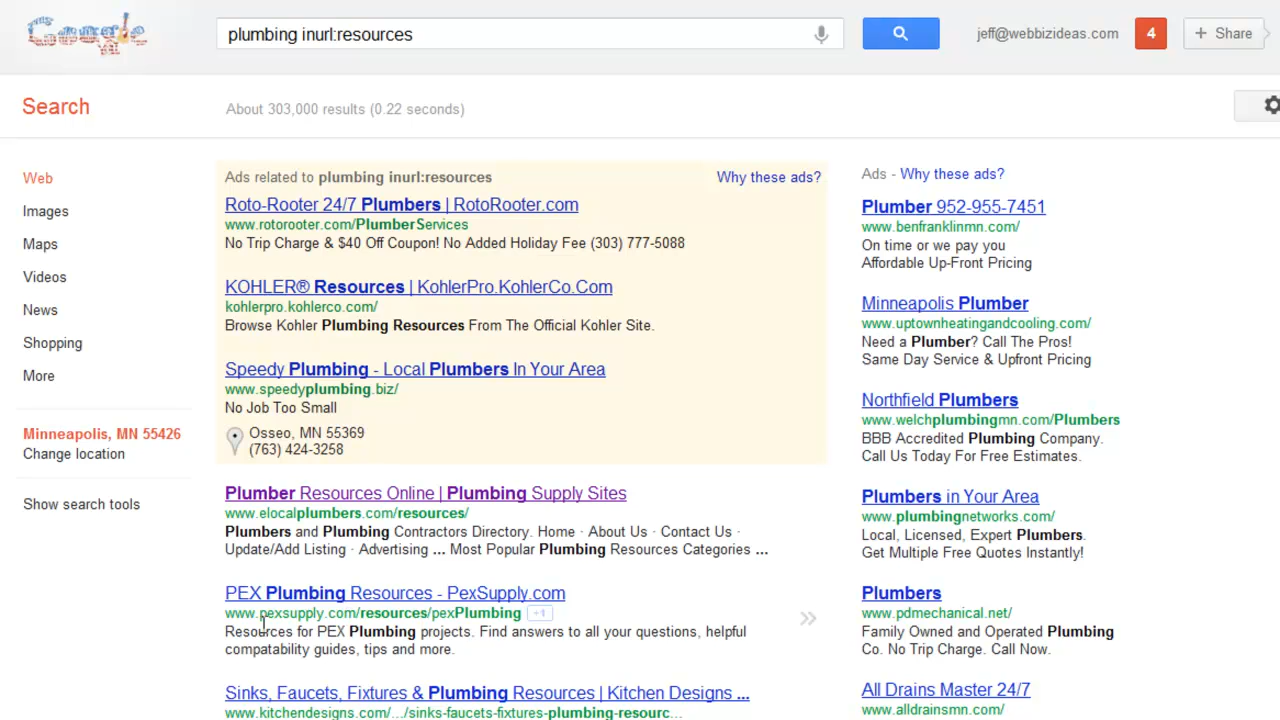 Google
plumbing inurl:resources
jeff@webbizideas.com
4
+ Share
Search
About 303,000 results (0.22 seconds)
Web
Images
Maps
Videos
News
Shopping
More
Minneapolis, MN 55426
Change location
Show search tools
Ads related to plumbing inurl:resources
Why these ads?
Roto-Rooter 24/7 Plumbers | RotoRooter.com
www.rotorooter.com/PlumberServices
No Trip Charge & $40 Off Coupon! No Added Holiday Fee (303) 777-5088
KOHLER® Resources | KohlerPro.KohlerCo.Com
kohlerpro.kohlerco.com/
Browse Kohler Plumbing Resources From The Official Kohler Site.
Speedy Plumbing - Local Plumbers In Your Area
www.speedyplumbing.biz/
No Job Too Small
Osseo, MN 55369
(763) 424-3258
Plumber Resources Online | Plumbing Supply Sites
www.elocalplumbers.com/resources/
Plumbers and Plumbing Contractors Directory. Home · About Us · Contact Us ·
Update/Add Listing · Advertising ... Most Popular Plumbing Resources Categories ...
PEX Plumbing Resources - PexSupply.com
www.pexsupply.com/resources/pexPlumbing +1
Resources for PEX Plumbing projects. Find answers to all your questions, helpful
compatability guides, tips and more.
Sinks, Faucets, Fixtures & Plumbing Resources | Kitchen Designs ...
www.kitchendesigns.com/.../sinks-faucets-fixtures-plumbing-resourc...
Ads - Why these ads?
Plumber 952-955-7451
www.benfranklinmn.com/
On time or we pay you
Affordable Up-Front Pricing
Minneapolis Plumber
www.uptownheatingandcooling.com/
Need a Plumber? Call The Pros!
Same Day Service & Upfront Pricing
Northfield Plumbers
www.welchplumbingmn.com/Plumbers
BBB Accredited Plumbing Company.
Call Us Today For Free Estimates.
Plumbers in Your Area
www.plumbingnetworks.com/
Local, Licensed, Expert Plumbers.
Get Multiple Free Quotes Instantly!
Plumbers
www.pdmechanical.net/
Family Owned and Operated Plumbing
Co. No Trip Charge. Call Now.
All Drains Master 24/7
www.alldrainsmn.com/